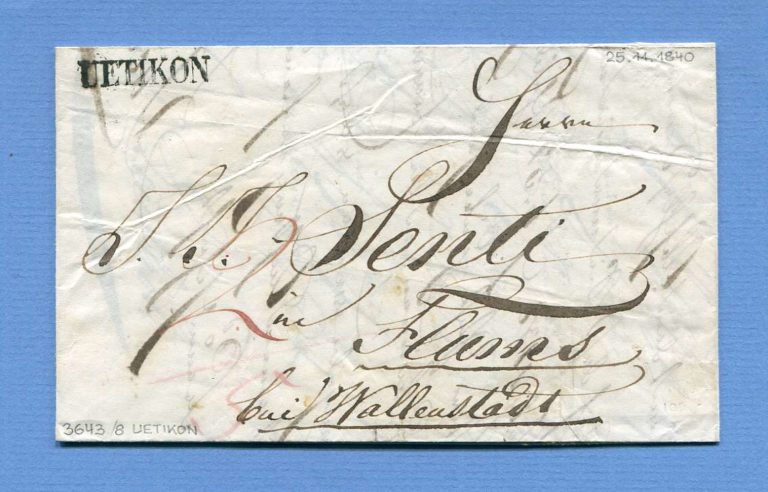 UETIKON
25.11.1840
Herrn
J. J. Senti
in
Flums
bei Wallenstadt
3643/8 UETIKON